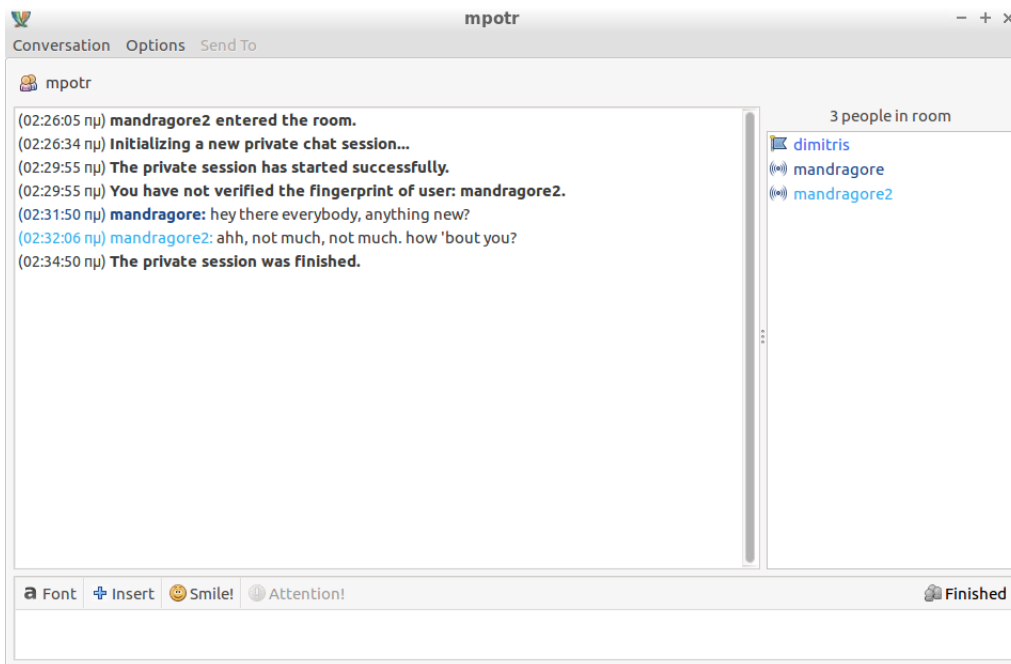 mpotr
Conversation Options Send To
mpotr
(02:26:05 πμ) mandragore2 entered the room.
(02:26:34 πμ) Initializing a new private chat session...
(02:29:55 πμ) The private session has started successfully.
(02:29:55 πμ) You have not verified the fingerprint of user: mandragore2.
(02:31:50 πμ) mandragore: hey there everybody, anything new?
(02:32:06 πμ) mandragore2: ahh, not much, not much. how 'bout you?
(02:34:50 πμ) The private session was finished.
3 people in room
dimitris
mandragore
mandragore2
a Font Insert Smile! Attention! Finished